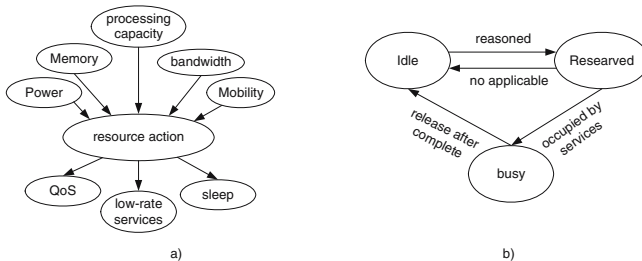 processing
capacity
Memory
bandwidth
Power
Mobility
resource action
QoS
low-rate
services
sleep
a)
Idle
reasoned
Researved
no applicable
release after
complete
occupied by
services
busy
b)